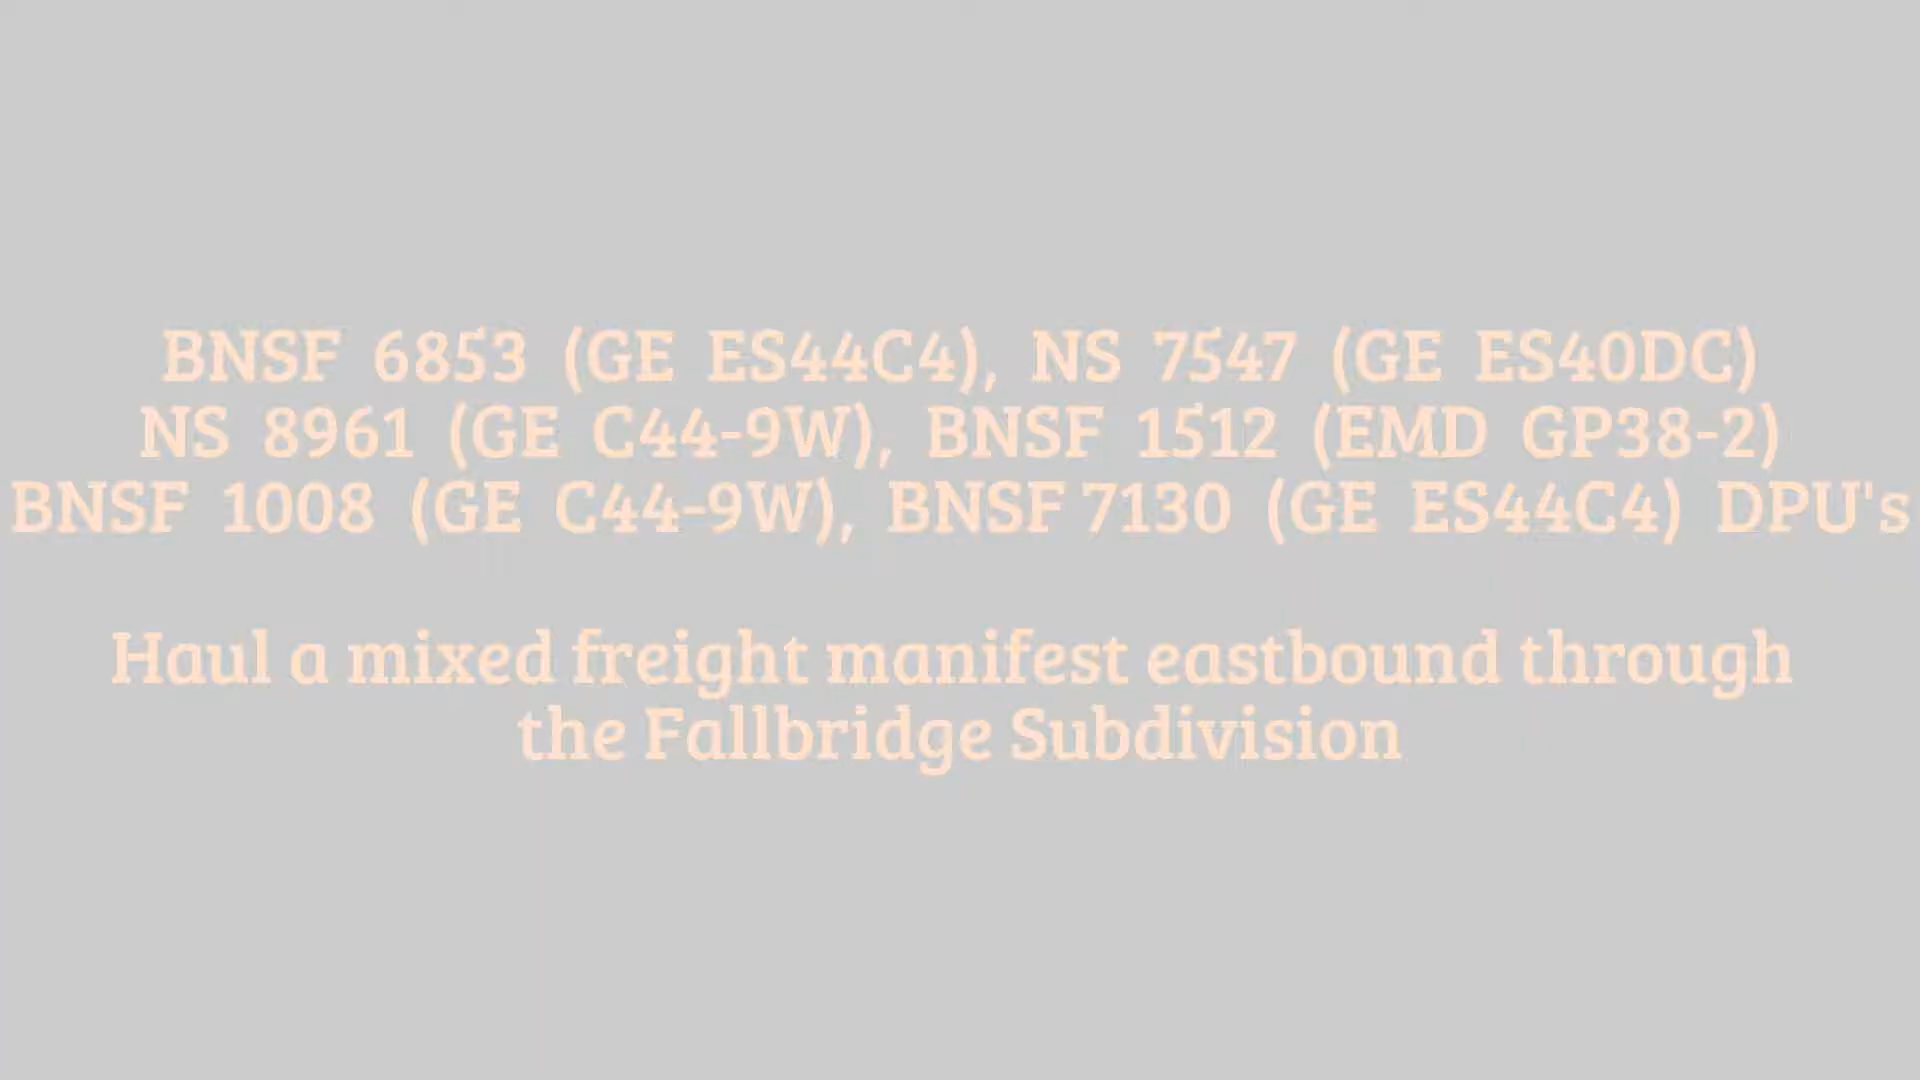 BNSF 6853 (GE ES44C4), NS 7547 (GE ES40DC)
NS 8961 (GE C44-9W), BNSF 1512 (EMD GP38-2)
BNSF 1008 (GE C44-9W), BNSF 7130 (GE ES44C4) DPU's
Haul a mixed freight manifest eastbound through
the Fallbridge Subdivision